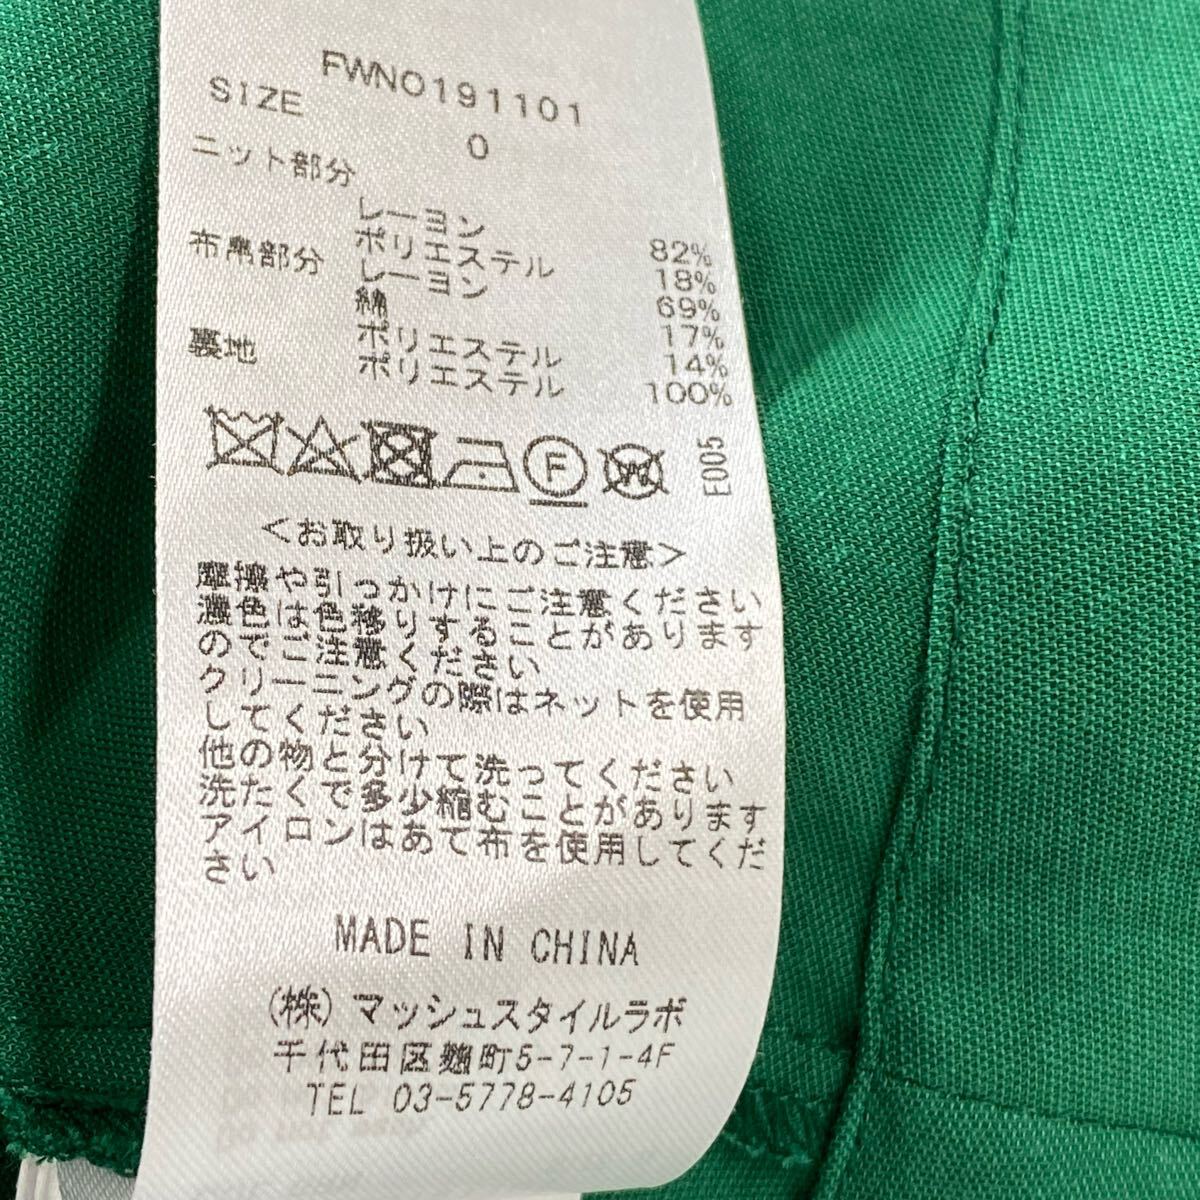 FWNO191101
SIZE 0
ニット部分
レーヨン 82%
ポリエステル 18%
布帛部分 レーヨン 69%
綿 17%
ポリエステル 14%
裏地 ポリエステル 100%
F W E005
<お取り扱い上のご注意>
摩擦や引っかけにご注意ください
濃色は色移りすることがあります
のでご注意ください
クリーニングの際はネットを使用
してください
他の物と分けて洗ってください
洗たくで多少縮むことがあります
アイロンはあて布を使用してくだ
さい
MADE IN CHINA
(株)マッシュスタイルラボ
千代田区麹町5-7-1-4F
TEL 03-5778-4105